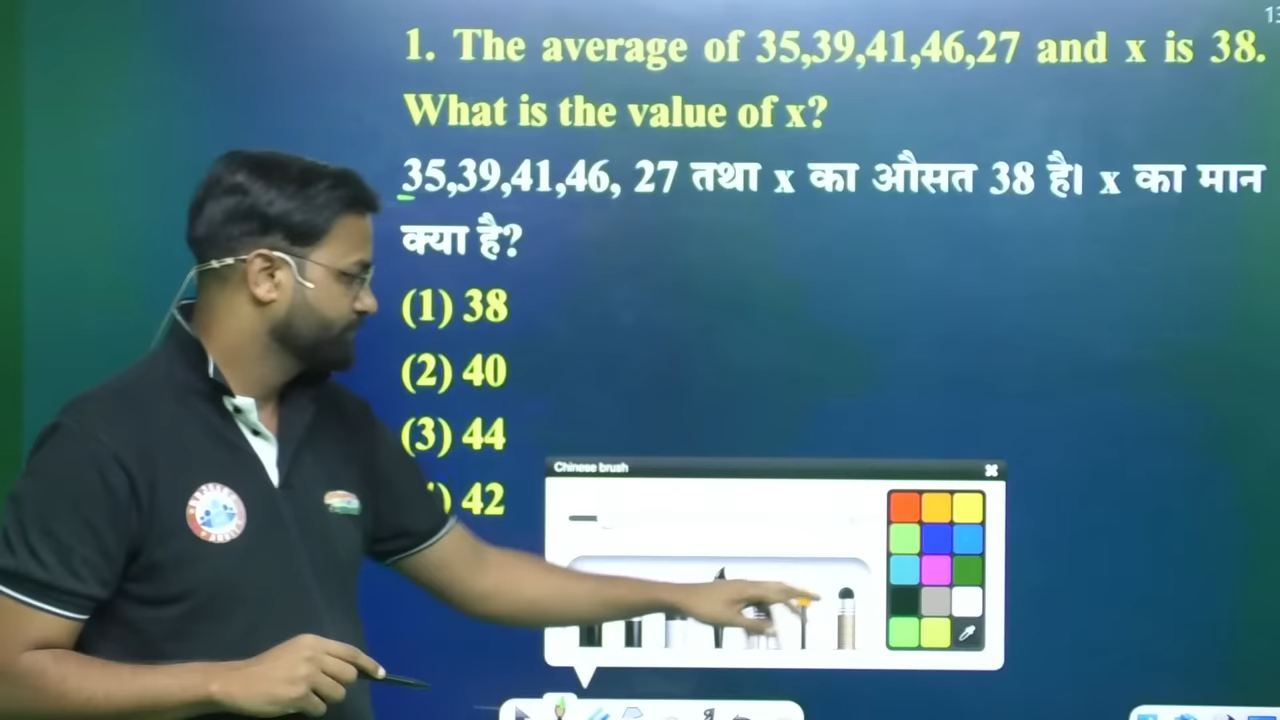 1. The average of 35,39,41,46,27 and x is 38.
What is the value of x?
35,39,41,46, 27 तथा x का औसत 38 है। x का मान
क्या है?
(1) 38
(2) 40
(3) 44
) 42
Chinese brush